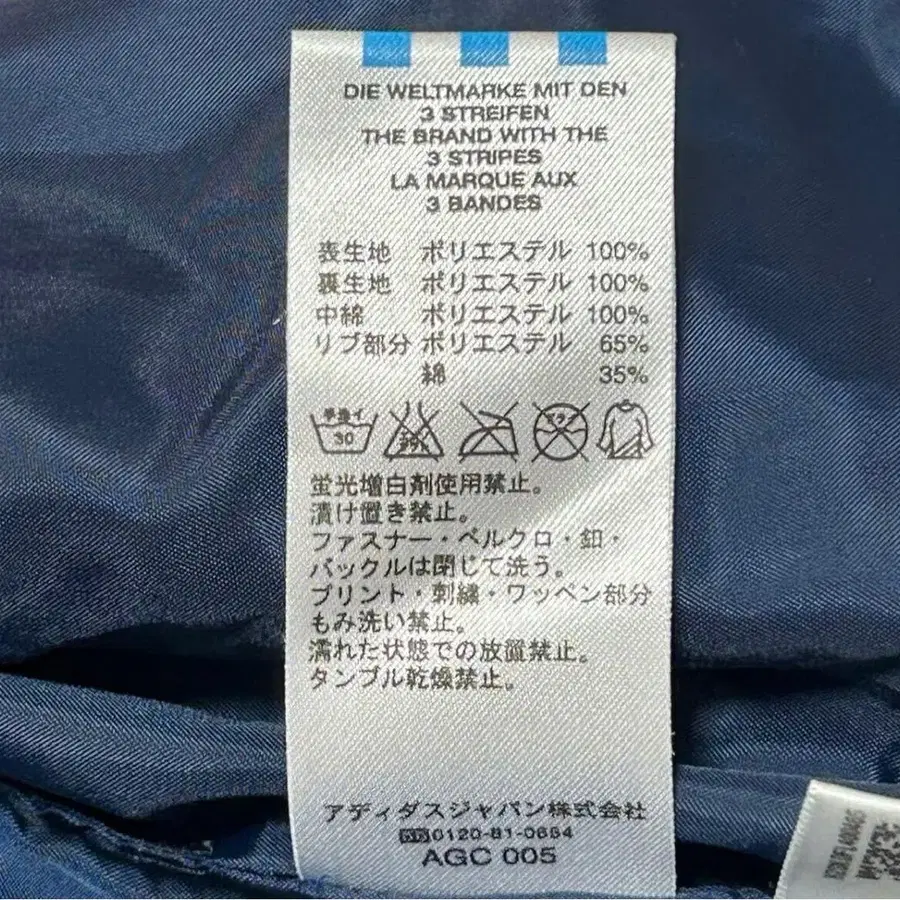 DIE WELTMARKE MIT DEN
3 STREIFEN
THE BRAND WITH THE
3 STRIPES
LA MARQUE AUX
3 BANDES
表生地 ポリエステル 100%
裏生地 ポリエステル 100%
中綿 ポリエステル 100%
リブ部分 ポリエステル 65%
綿 35%
手洗イ 30 ドライ
蛍光増白剤使用禁止。
漬け置き禁止。
ファスナー・ベルクロ・釦・
バックルは閉じて洗う。
プリント・刺繍・ワッペン部分
もみ洗い禁止。
濡れた状態での放置禁止。
タンブル乾燥禁止。
アディダスジャパン株式会社
0120-81-0654
AGC 005